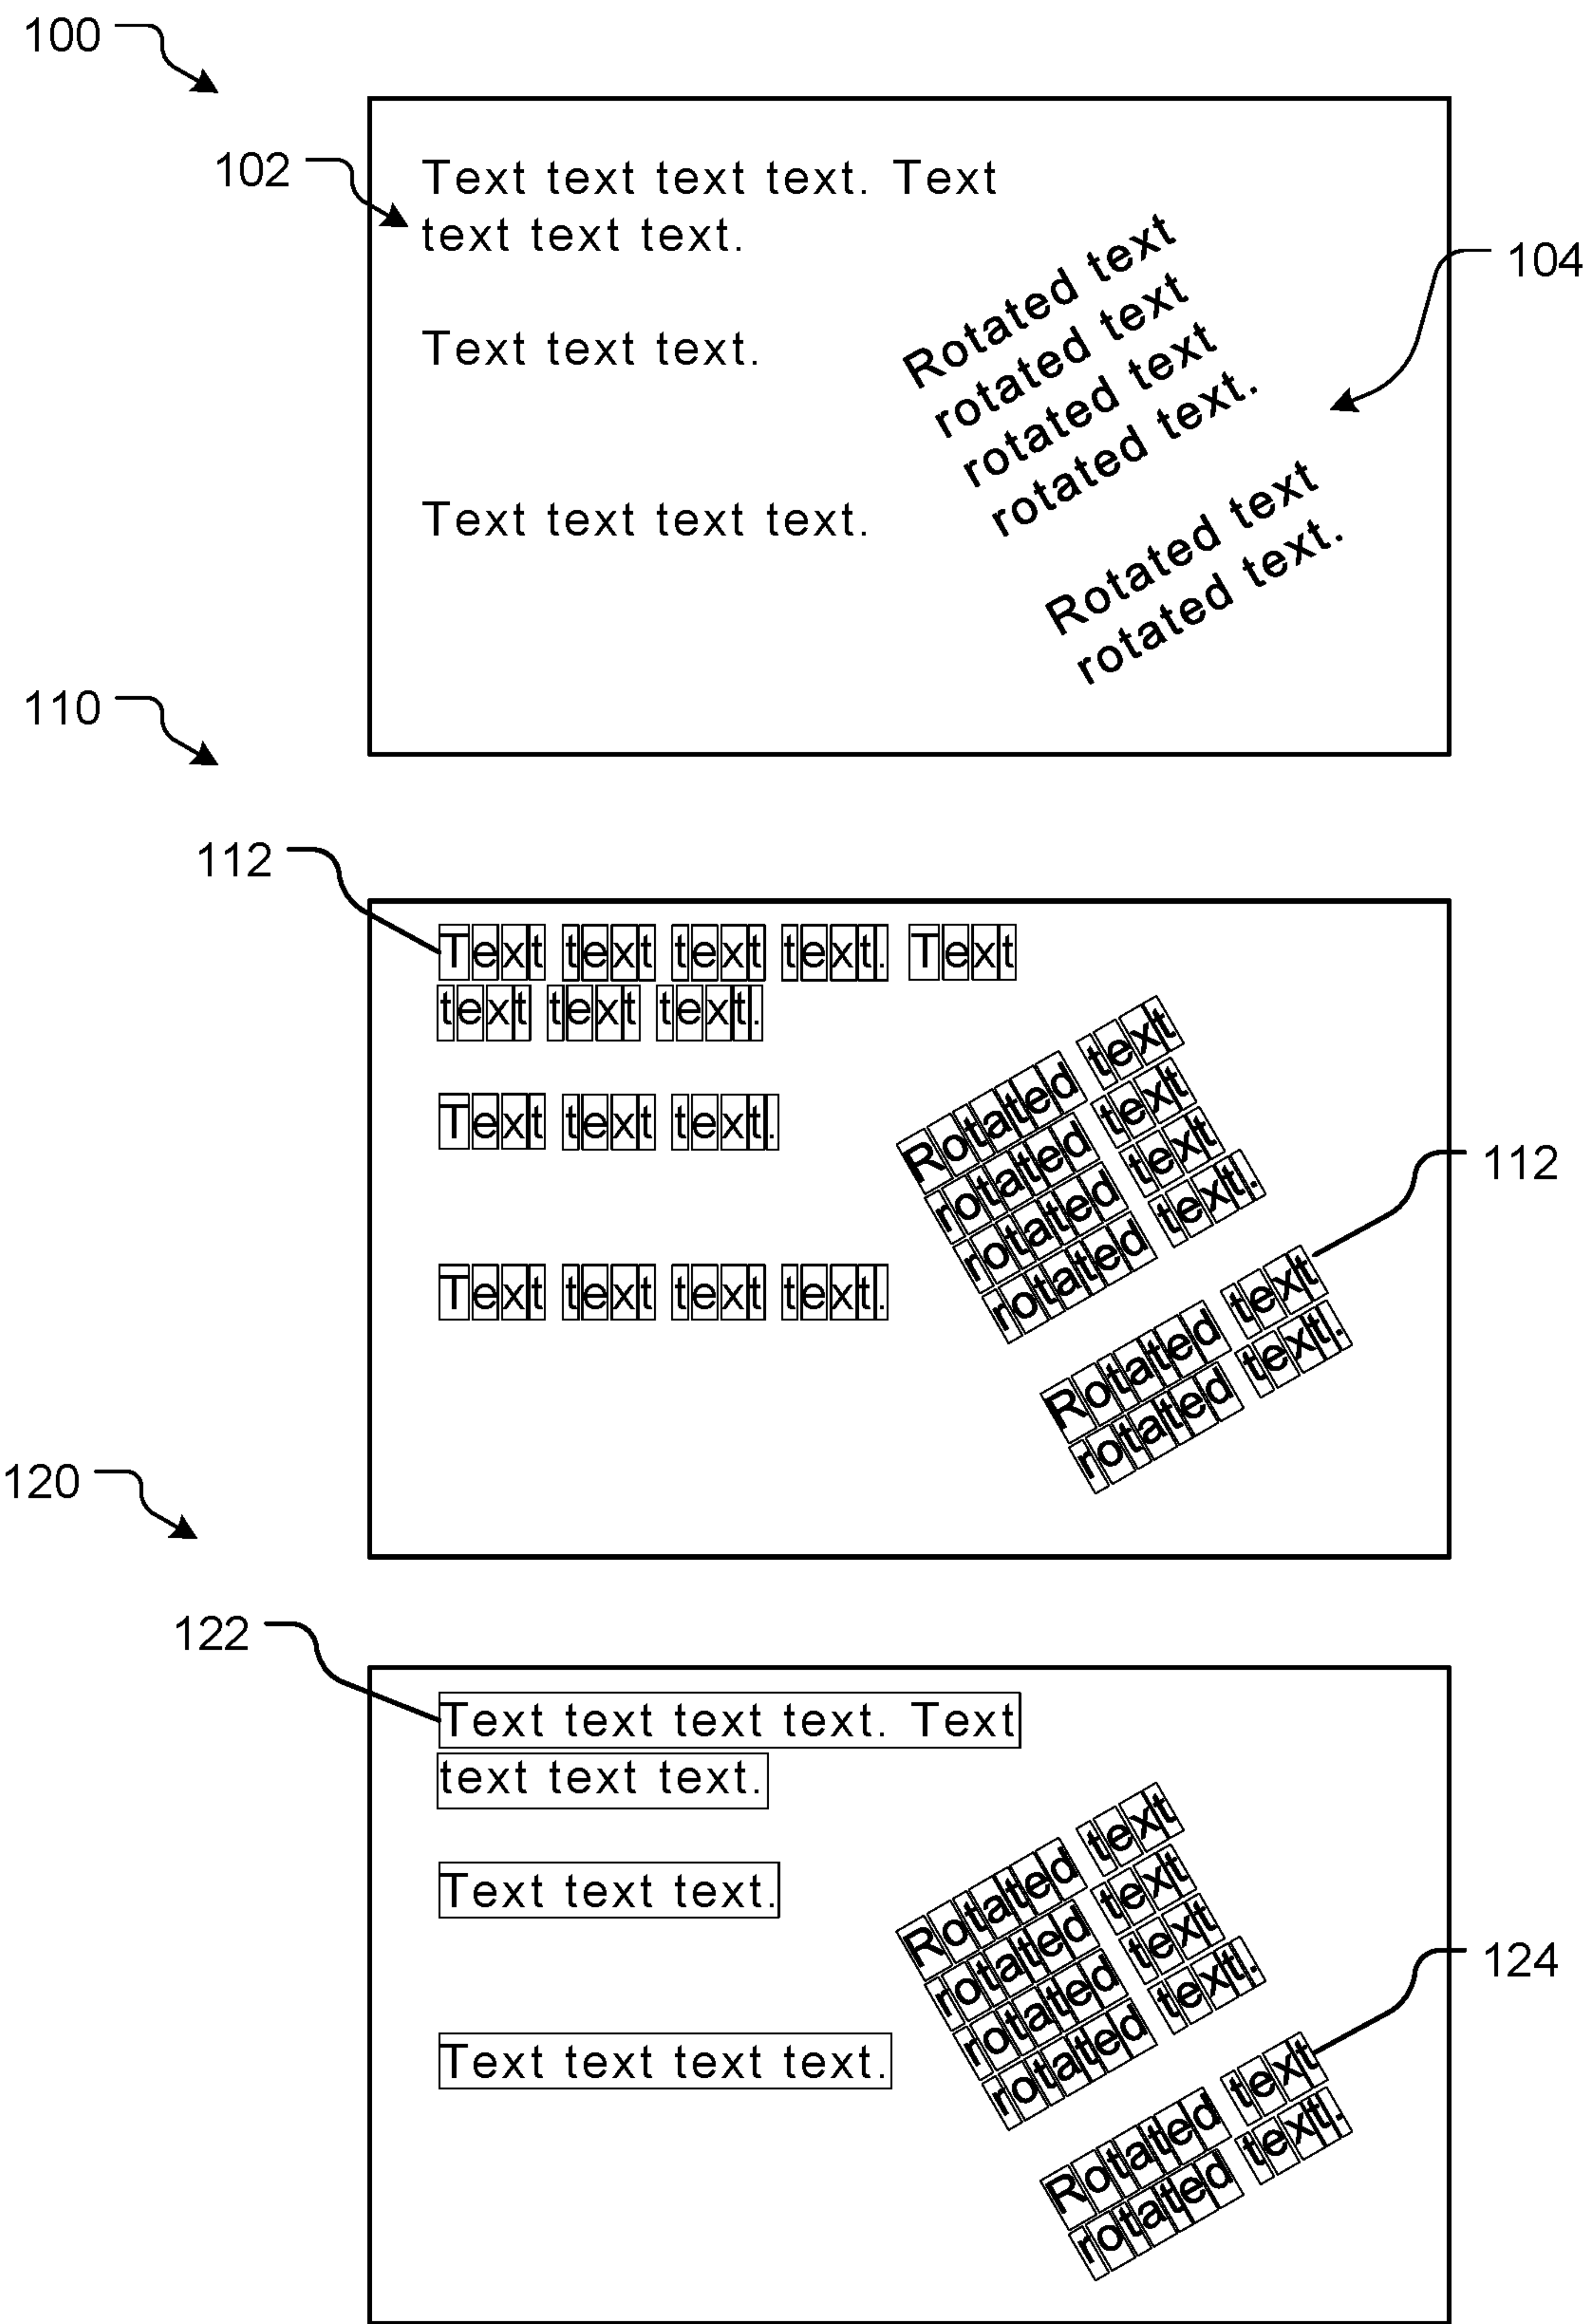 100
102
Text text text text. Text
text text text.
Text text text.
Text text text text.
104
Rotated text
rotated text
rotated text
rotated text.
Rotated text
rotated text.
110
112
Text text text text. Text
text text text.
Text text text.
Text text text text.
Rotated text
rotated text
rotated text
rotated text.
112
Rotated text
rotated text.
120
122
Text text text text. Text
text text text.
Text text text.
Text text text text.
Rotated text
rotated text
rotated text
rotated text.
124
Rotated text
rotated text.